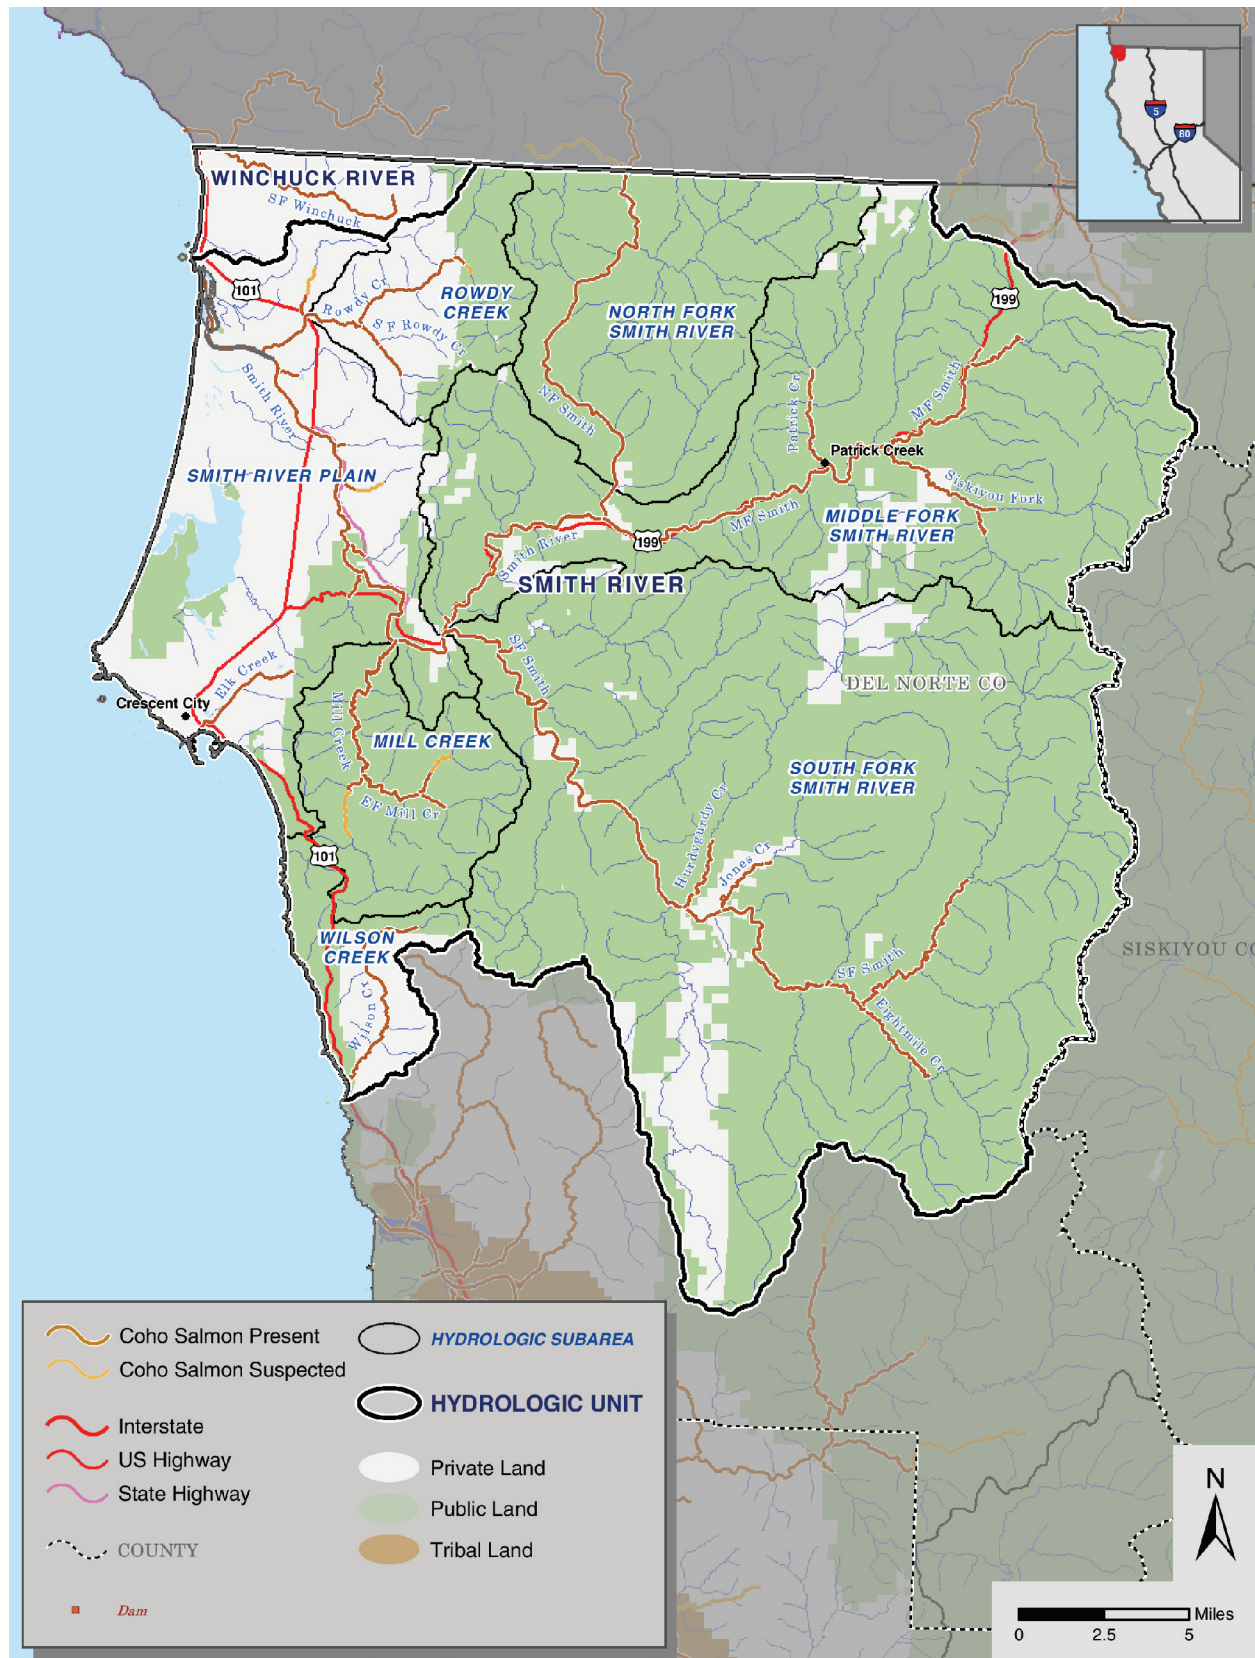 5
80
WINCHUCK RIVER
SF Winchuck
101
Rowdy Cr
ROWDY
CREEK
SF Rowdy Cr
NORTH FORK
SMITH RIVER
199
Smith River
NF Smith
Patrick Cr
MF Smith
Patrick Creek
SMITH RIVER PLAIN
Siskiyou Fork
MF Smith
MIDDLE FORK
SMITH RIVER
199
Smith River
SMITH RIVER
Elk Creek
SF Smith
DEL NORTE CO
Crescent City
Mill Creek
MILL CREEK
SOUTH FORK
SMITH RIVER
EF Mill Cr
Hurdygurdy Cr
Jones Cr
101
WILSON
CREEK
SISKIYOU CO
SF Smith
Wilson Cr
Eightmile Cr
Coho Salmon Present
Coho Salmon Suspected
Interstate
US Highway
State Highway
COUNTY
Dam
HYDROLOGIC SUBAREA
HYDROLOGIC UNIT
Private Land
Public Land
Tribal Land
N
Miles
0 2.5 5